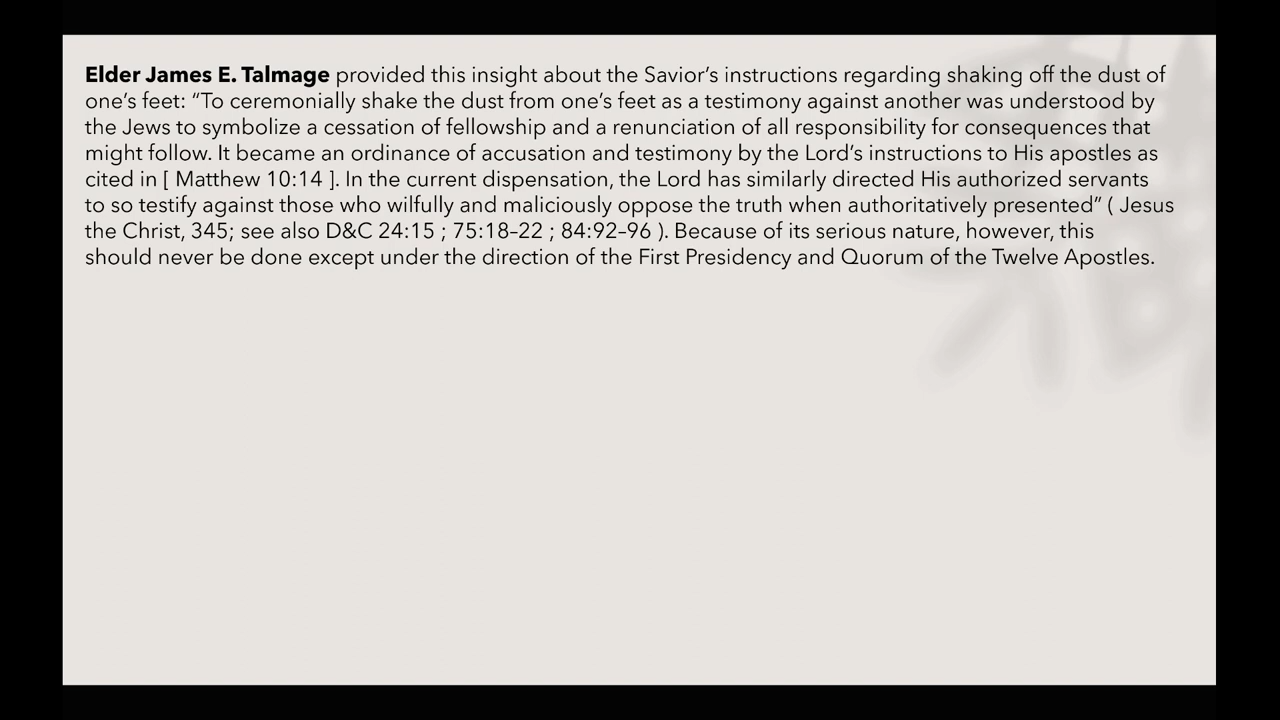 Elder James E. Talmage provided this insight about the Savior’s instructions regarding shaking off the dust of
one’s feet: “To ceremonially shake the dust from one’s feet as a testimony against another was understood by
the Jews to symbolize a cessation of fellowship and a renunciation of all responsibility for consequences that
might follow. It became an ordinance of accusation and testimony by the Lord’s instructions to His apostles as
cited in [ Matthew 10:14 ]. In the current dispensation, the Lord has similarly directed His authorized servants
to so testify against those who wilfully and maliciously oppose the truth when authoritatively presented” ( Jesus
the Christ, 345; see also D&C 24:15 ; 75:18–22 ; 84:92–96 ). Because of its serious nature, however, this
should never be done except under the direction of the First Presidency and Quorum of the Twelve Apostles.